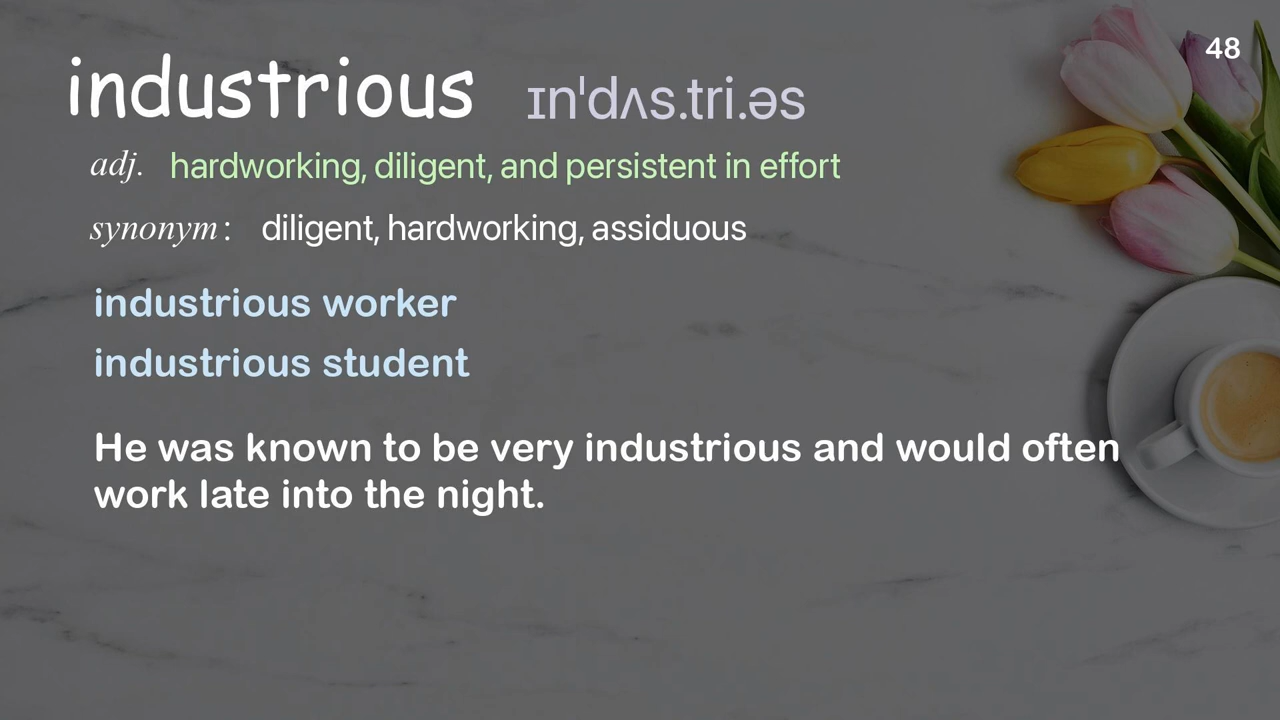 48
industrious ɪnˈdʌs.tri.əs
adj. hardworking, diligent, and persistent in effort
synonym: diligent, hardworking, assiduous
industrious worker
industrious student
He was known to be very industrious and would often
work late into the night.